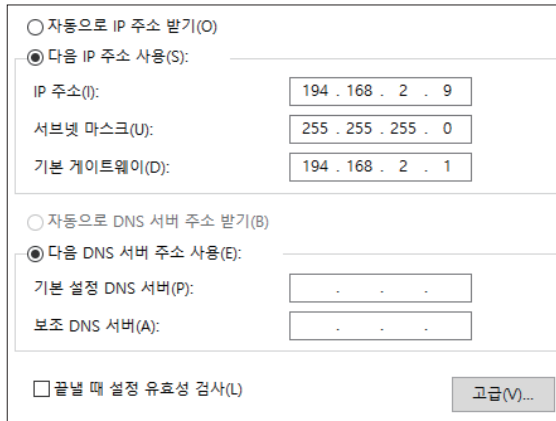 자동으로 IP 주소 받기(O)
다음 IP 주소 사용(S):
IP 주소(I): 194 . 168 . 2 . 9
서브넷 마스크(U): 255 . 255 . 255 . 0
기본 게이트웨이(D): 194 . 168 . 2 . 1
자동으로 DNS 서버 주소 받기(B)
다음 DNS 서버 주소 사용(E):
기본 설정 DNS 서버(P): . . .
보조 DNS 서버(A): . . .
끝낼 때 설정 유효성 검사(L) 고급(V)...